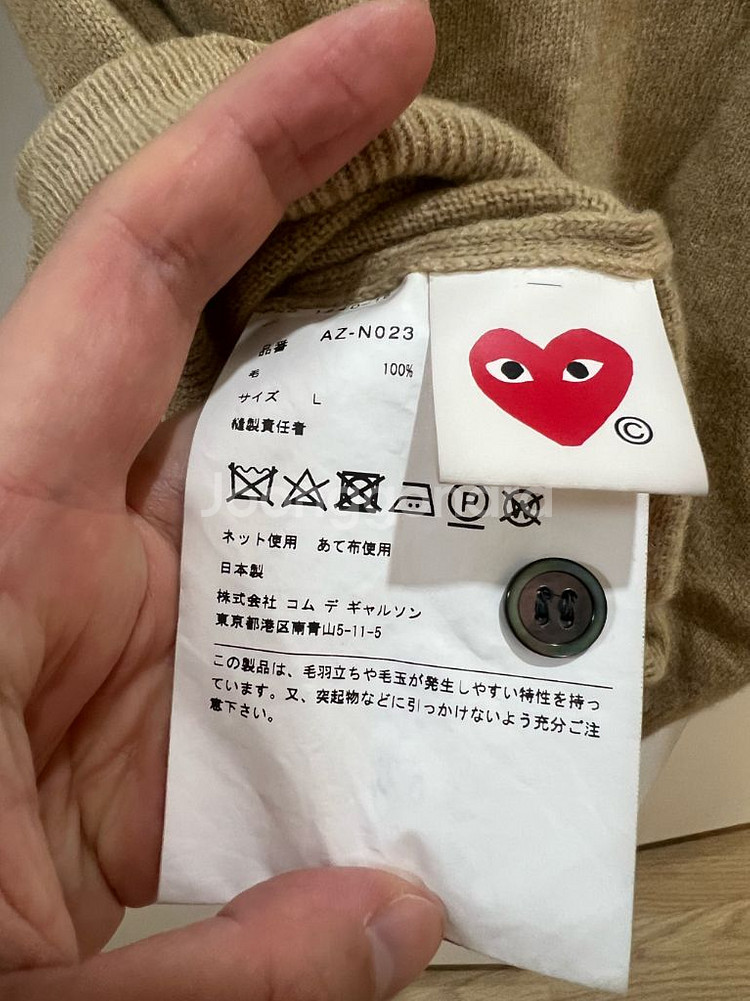 品番 AZ-N023
毛 100%
サイズ L
縫製責任者
P
W
ネット使用 あて布使用
日本製
株式会社 コム デ ギャルソン
東京都港区南青山5-11-5
この製品は、毛羽立ちや毛玉が発生しやすい特性を持っ
ています。又、突起物などに引っかけないよう充分ご注
意下さい。
©
Joonggonara